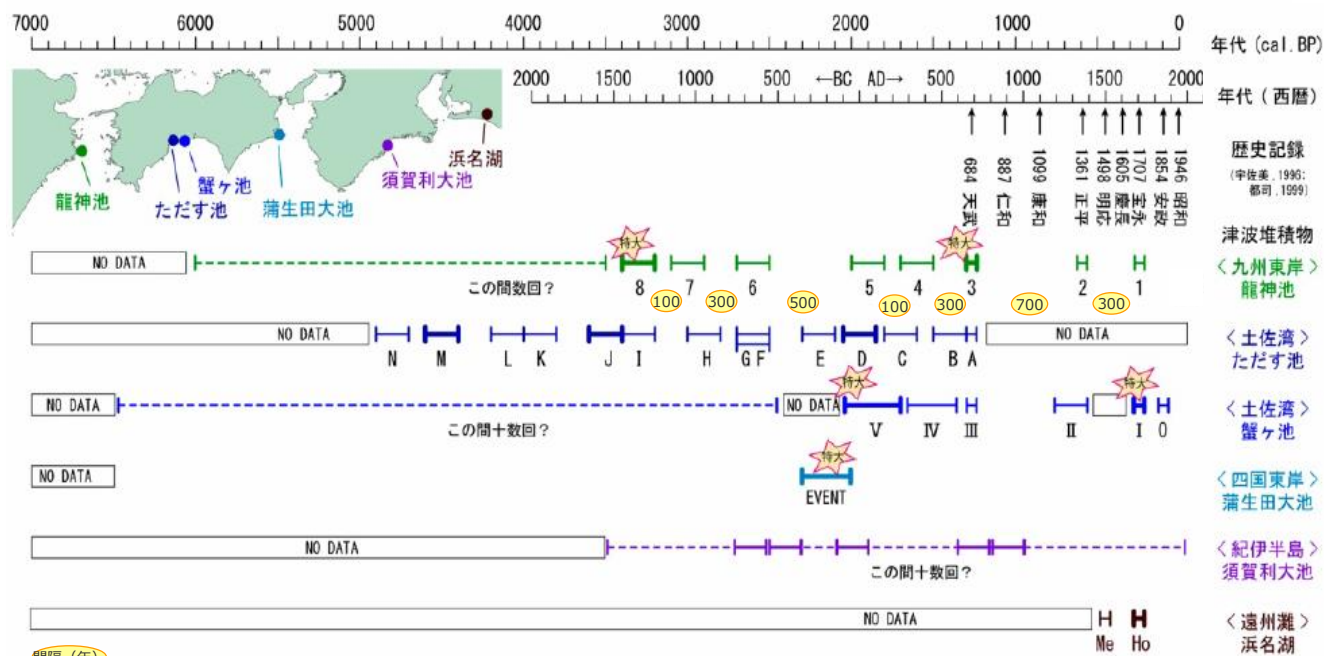 7000 6000 5000 4000 3000 2000 1000 0
年代 (cal.BP)
2000 1500 1000 500 ←BC AD→ 500 1000 1500 2000
年代 (西暦)
684 天武
887 仁和
1099 康和
1361 正平
1498 明応
1605 慶長
1707 宝永
1854 安政
1946 昭和
歴史記録
(宇佐美, 1996;
都司, 1999)
龍神池
ただす池
蟹ヶ池
蒲生田大池
須賀利大池
浜名湖
津波堆積物
特大 特大
NO DATA
この間数回?
8 7 6 5 4 3 2 1
<九州東岸>
龍神池
100 300 500 100 300 700 300
NO DATA NO DATA
N M L K J I H G F E D C B A
<土佐湾>
ただす池
特大 特大
NO DATA NO DATA
この間十数回?
Ⅴ Ⅳ Ⅲ Ⅱ Ⅰ 0
<土佐湾>
蟹ヶ池
特大
NO DATA
EVENT
<四国東岸>
蒲生田大池
NO DATA
この間十数回?
<紀伊半島>
須賀利大池
NO DATA
Me Ho
<遠州灘>
浜名湖
間隔(年)